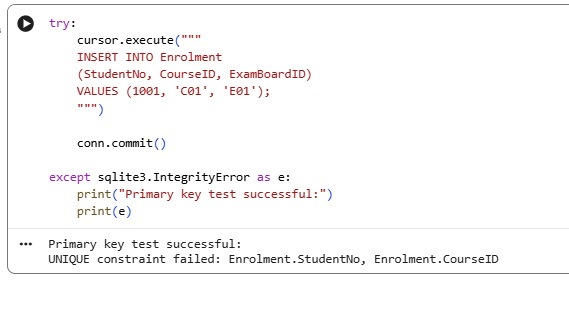 try:
    cursor.execute("""
    INSERT INTO Enrolment
    (StudentNo, CourseID, ExamBoardID)
    VALUES (1001, 'C01', 'E01');
    """)

    conn.commit()

except sqlite3.IntegrityError as e:
    print("Primary key test successful:")
    print(e)

Primary key test successful:
UNIQUE constraint failed: Enrolment.StudentNo, Enrolment.CourseID